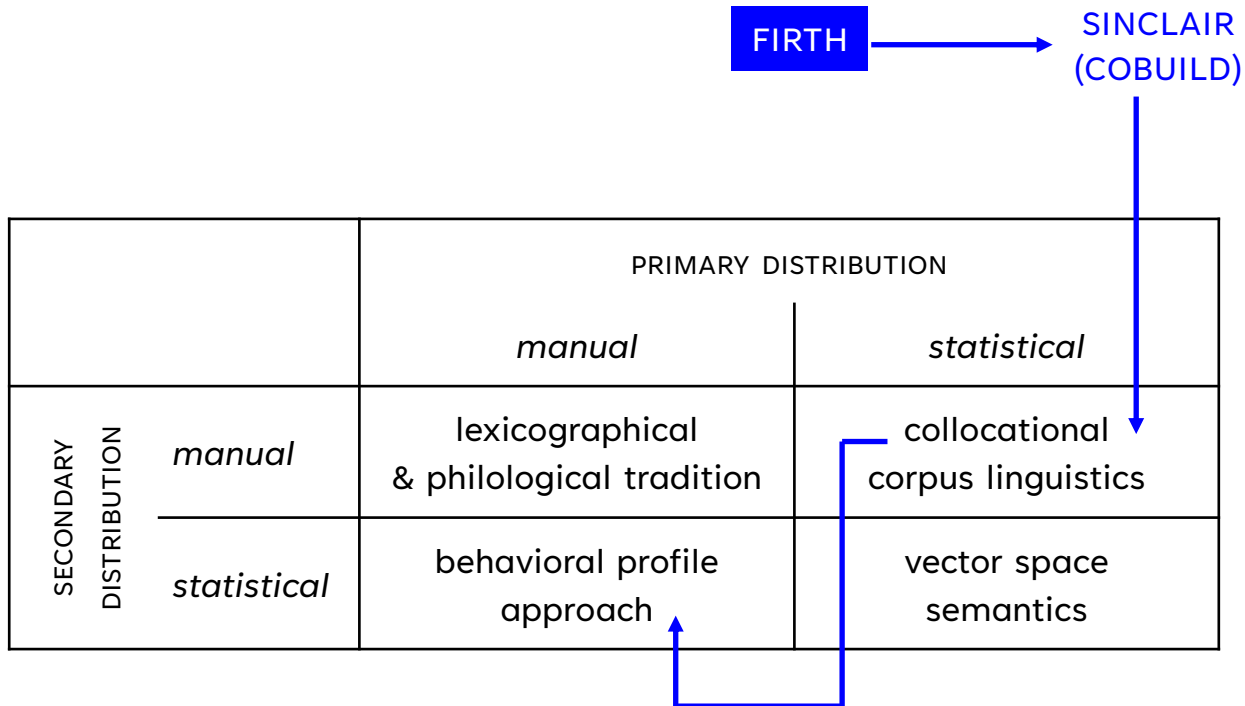 FIRTH
SINCLAIR
(COBUILD)
PRIMARY DISTRIBUTION
manual
statistical
SECONDARY
DISTRIBUTION
manual
lexicographical
& philological tradition
collocational
corpus linguistics
statistical
behavioral profile
approach
vector space
semantics